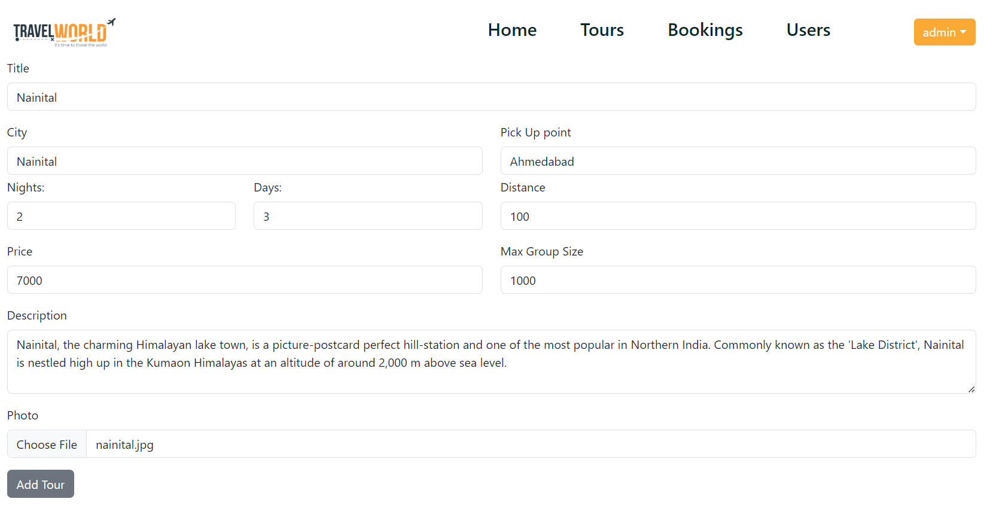 TRAVELWORLD
it's time to travel the world
Home Tours Bookings Users admin
Title
Nainital
City Pick Up point
Nainital Ahmedabad
Nights: Days: Distance
2 3 100
Price Max Group Size
7000 1000
Description
Nainital, the charming Himalayan lake town, is a picture-postcard perfect hill-station and one of the most popular in Northern India. Commonly known as the 'Lake District', Nainital
is nestled high up in the Kumaon Himalayas at an altitude of around 2,000 m above sea level.
Photo
Choose File nainital.jpg
Add Tour